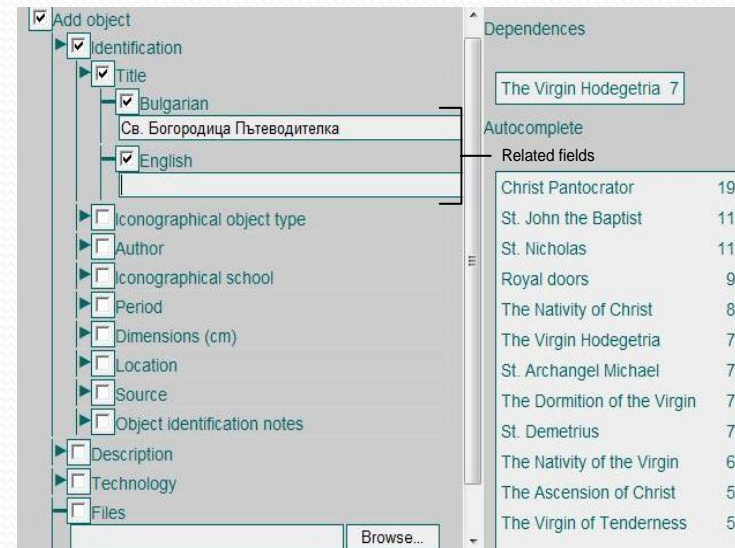 Add object
Identification
Title
Bulgarian
Св. Богородица Пътеводителка
English
Iconographical object type
Author
Iconographical school
Period
Dimensions (cm)
Location
Source
Object identification notes
Description
Technology
Files
Browse...
Dependences
The Virgin Hodegetria 7
Autocomplete
Related fields
Christ Pantocrator 19
St. John the Baptist 11
St. Nicholas 11
Royal doors 9
The Nativity of Christ 8
The Virgin Hodegetria 7
St. Archangel Michael 7
The Dormition of the Virgin 7
St. Demetrius 7
The Nativity of the Virgin 6
The Ascension of Christ 5
The Virgin of Tenderness 5